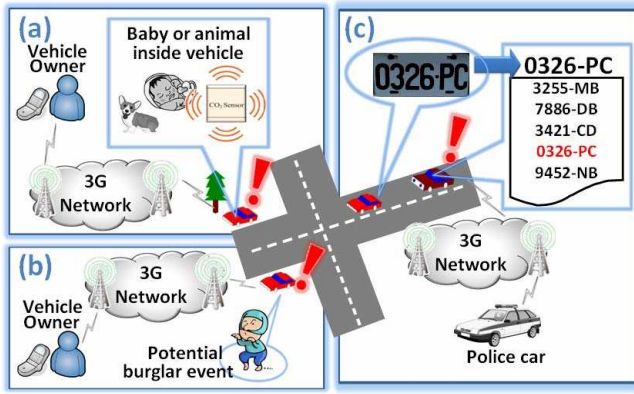 (a)
Vehicle
Owner
Baby or animal
inside vehicle
CO₂ Sensor
3G
Network
(b)
3G
Network
Vehicle
Owner
Potential
burglar event
(c)
0326-PC
0326-PC
3255-MB
7886-DB
3421-CD
0326-PC
9452-NB
3G
Network
Police car